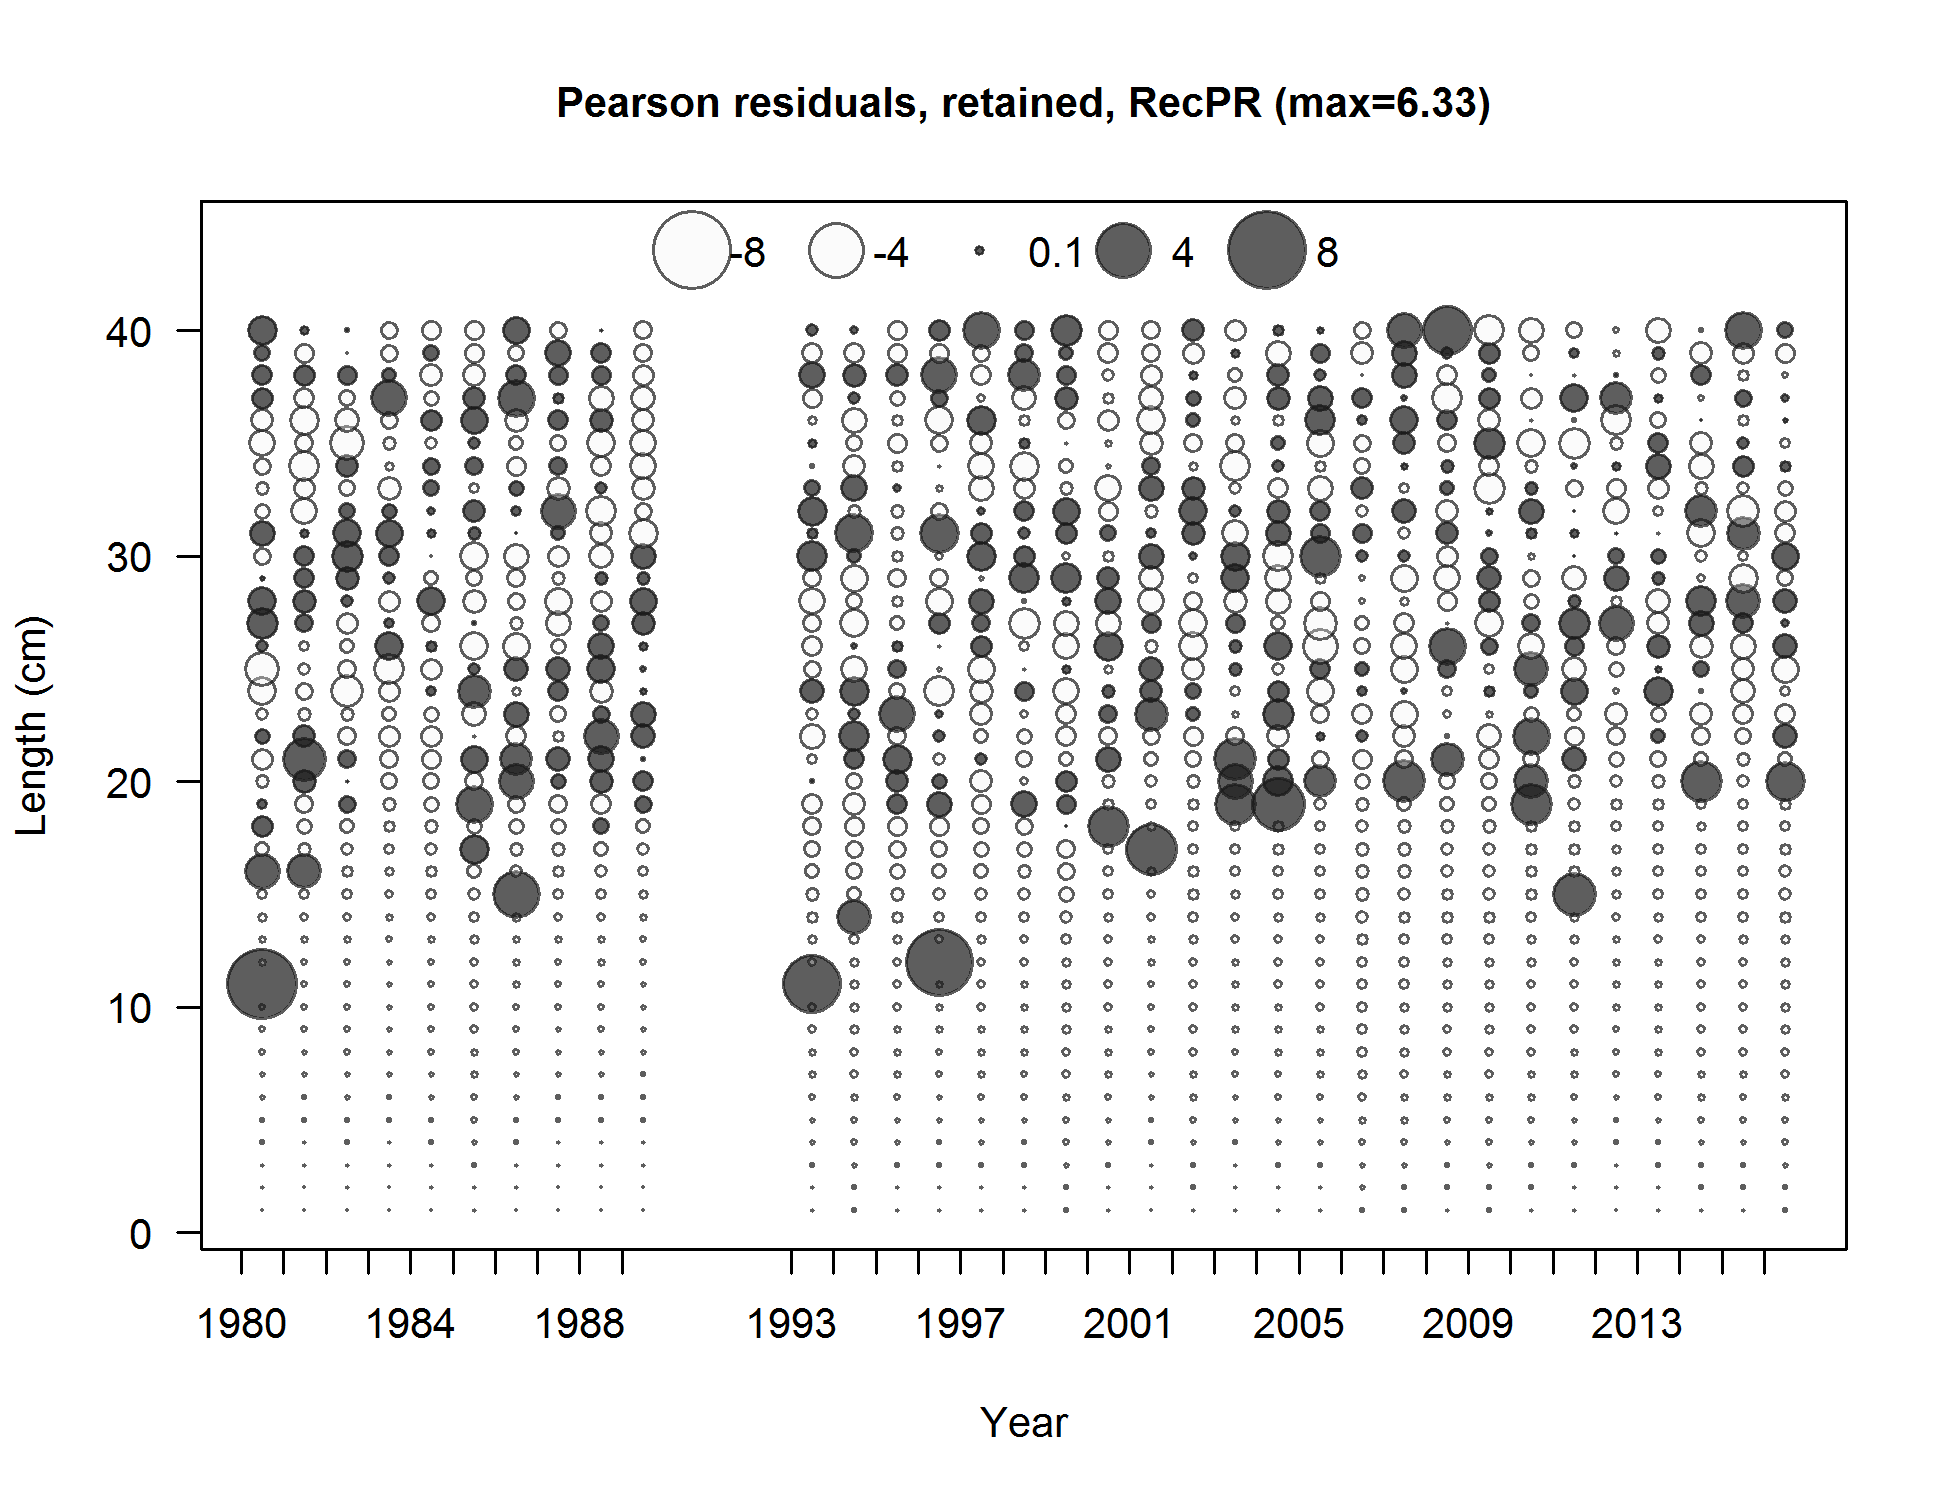 Pearson residuals, retained, RecPR (max=6.33)
-8 -4 0.1 4 8
40
30
20
10
0
Length (cm)
1980 1984 1988 1993 1997 2001 2005 2009 2013
Year